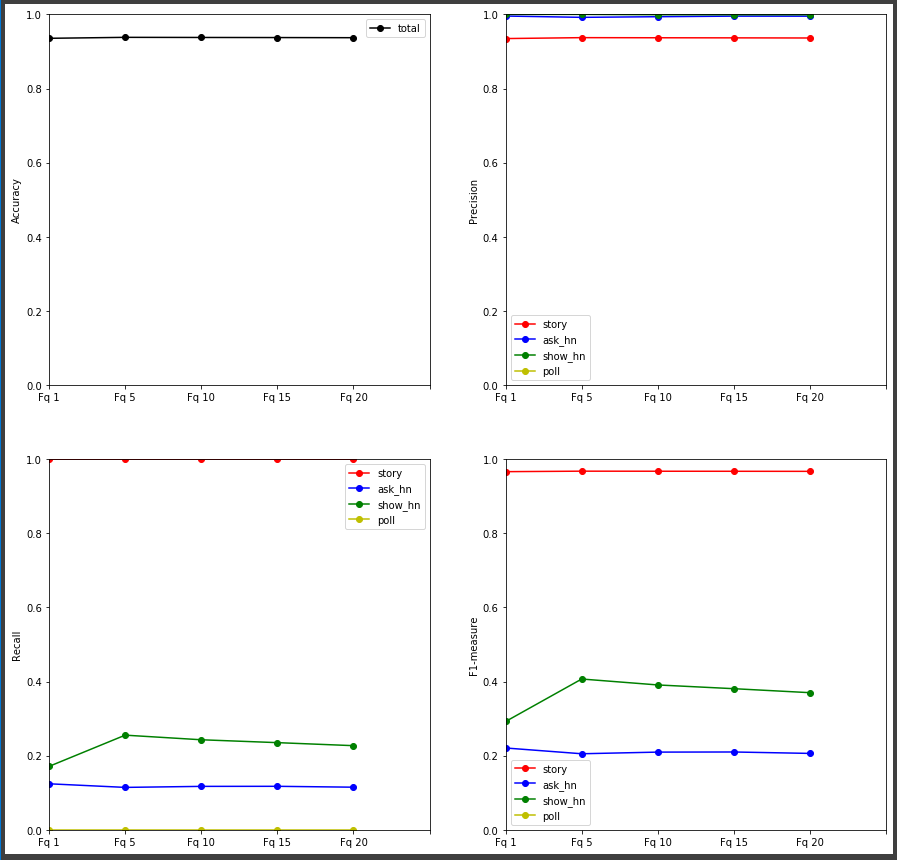 1.0
0.8
0.6
0.4
0.2
0.0
Accuracy
Fq 1 Fq 5 Fq 10 Fq 15 Fq 20
total
1.0
0.8
0.6
0.4
0.2
0.0
Precision
story
ask_hn
show_hn
poll
Fq 1 Fq 5 Fq 10 Fq 15 Fq 20
1.0
0.8
0.6
0.4
0.2
0.0
Recall
story
ask_hn
show_hn
poll
Fq 1 Fq 5 Fq 10 Fq 15 Fq 20
1.0
0.8
0.6
0.4
0.2
0.0
F1-measure
story
ask_hn
show_hn
poll
Fq 1 Fq 5 Fq 10 Fq 15 Fq 20